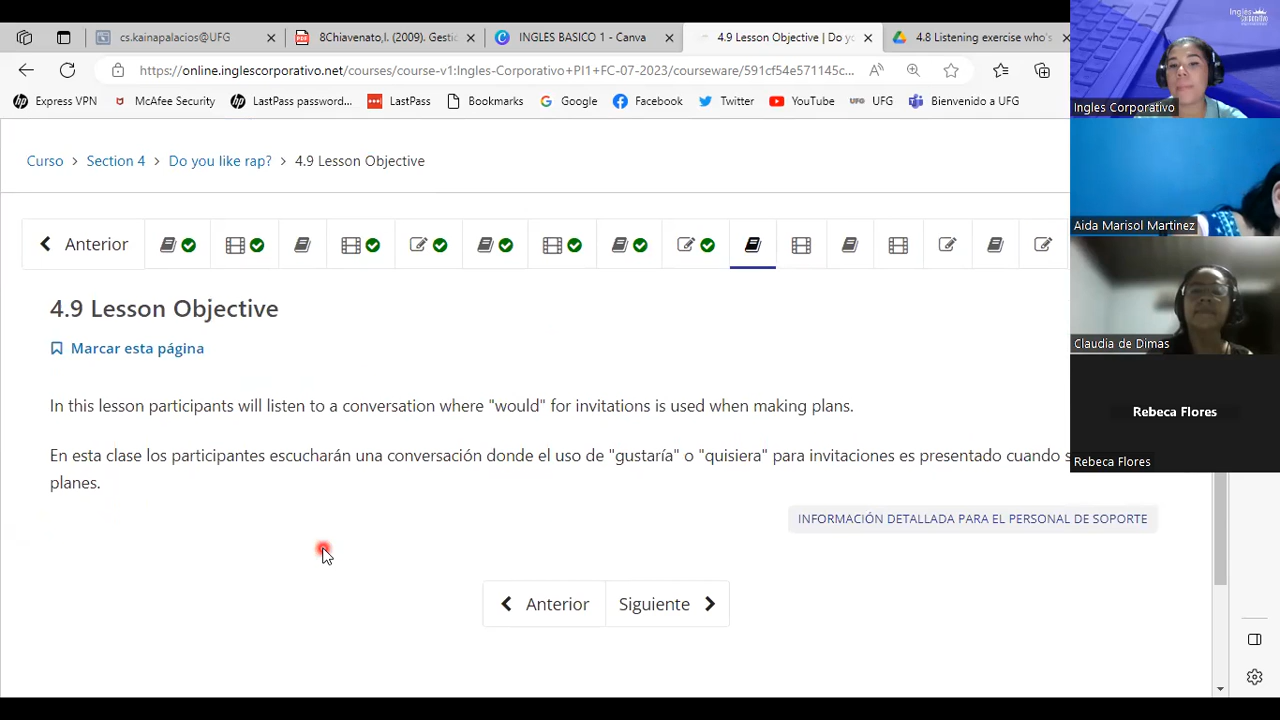 cs.kainapalacios@UFG
8Chiavenato,I. (2009). Gesti
INGLES BASICO 1 - Canva
4.9 Lesson Objective | Do yo
4.8 Listening exercise who's
https://online.inglescorporativo.net/courses/course-v1:Ingles-Corporativo+PI1+FC-07-2023/courseware/591cf54e571145c...
Express VPN
McAfee Security
LastPass password...
LastPass
Bookmarks
Google
Facebook
Twitter
YouTube
UFG
Bienvenido a UFG
Curso > Section 4 > Do you like rap? > 4.9 Lesson Objective
Anterior
4.9 Lesson Objective
Marcar esta página
In this lesson participants will listen to a conversation where "would" for invitations is used when making plans.
En esta clase los participantes escucharán una conversación donde el uso de "gustaría" o "quisiera" para invitaciones es presentado cuando s
planes.
INFORMACIÓN DETALLADA PARA EL PERSONAL DE SOPORTE
Anterior
Siguiente
Ingles
Corporativo
Ingles Corporativo
Aida Marisol Martinez
Claudia de Dimas
Rebeca Flores
Rebeca Flores